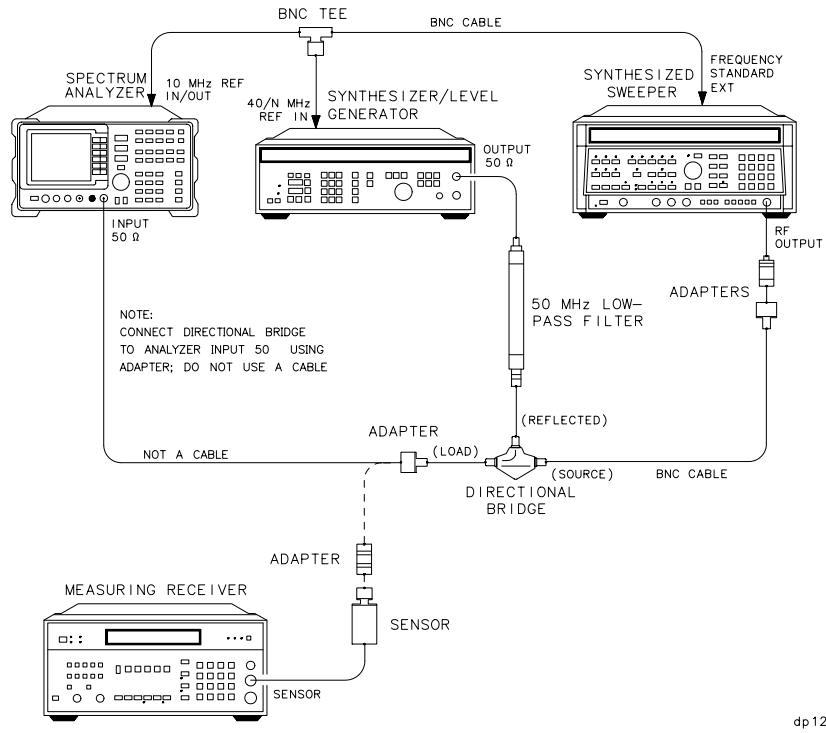 BNC TEE
BNC CABLE
SPECTRUM
ANALYZER
10 MHz REF
IN/OUT
40/N MHz
REF IN
SYNTHESIZER/LEVEL
GENERATOR
SYNTHESIZED
SWEEPER
FREQUENCY
STANDARD
EXT
OUTPUT
50 Ω
INPUT
50 Ω
RF
OUTPUT
ADAPTERS
50 MHz LOW-
PASS FILTER
NOTE:
CONNECT DIRECTIONAL BRIDGE
TO ANALYZER INPUT 50 USING
ADAPTER; DO NOT USE A CABLE
(REFLECTED)
ADAPTER
(LOAD)
NOT A CABLE
(SOURCE)
BNC CABLE
DIRECTIONAL
BRIDGE
ADAPTER
MEASURING RECEIVER
SENSOR
SENSOR
dp12